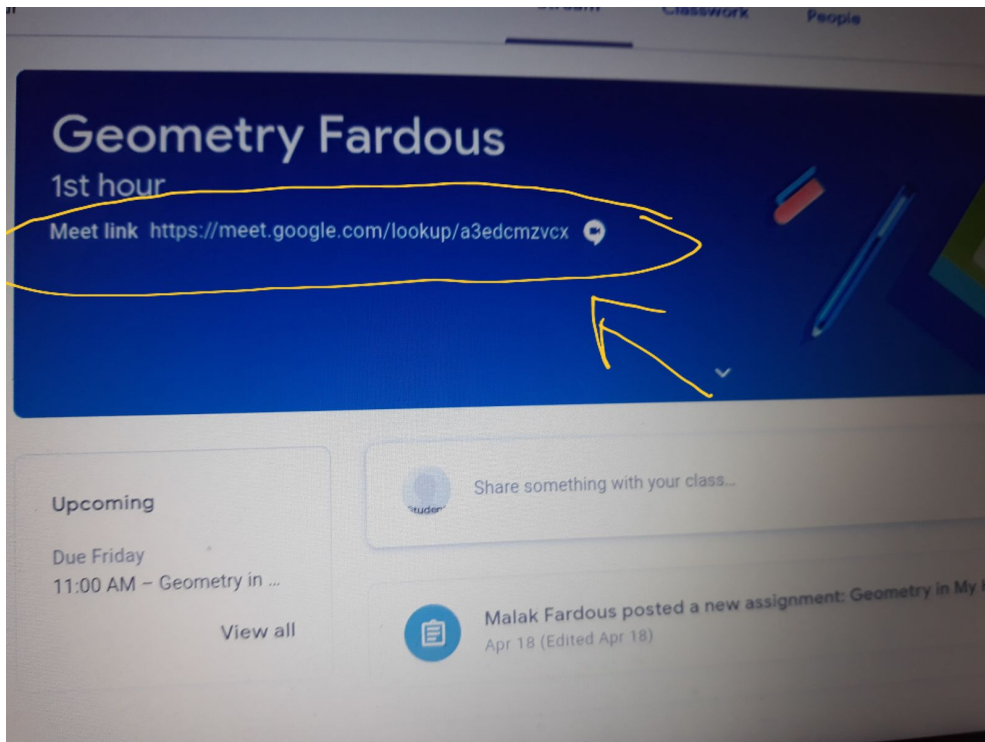 Stream Classwork People
Geometry Fardous
1st hour
Meet link https://meet.google.com/lookup/a3edcmzvcx
Upcoming
Due Friday
11:00 AM – Geometry in ...
View all
Share something with your class...
Malak Fardous posted a new assignment: Geometry in My
Apr 18 (Edited Apr 18)